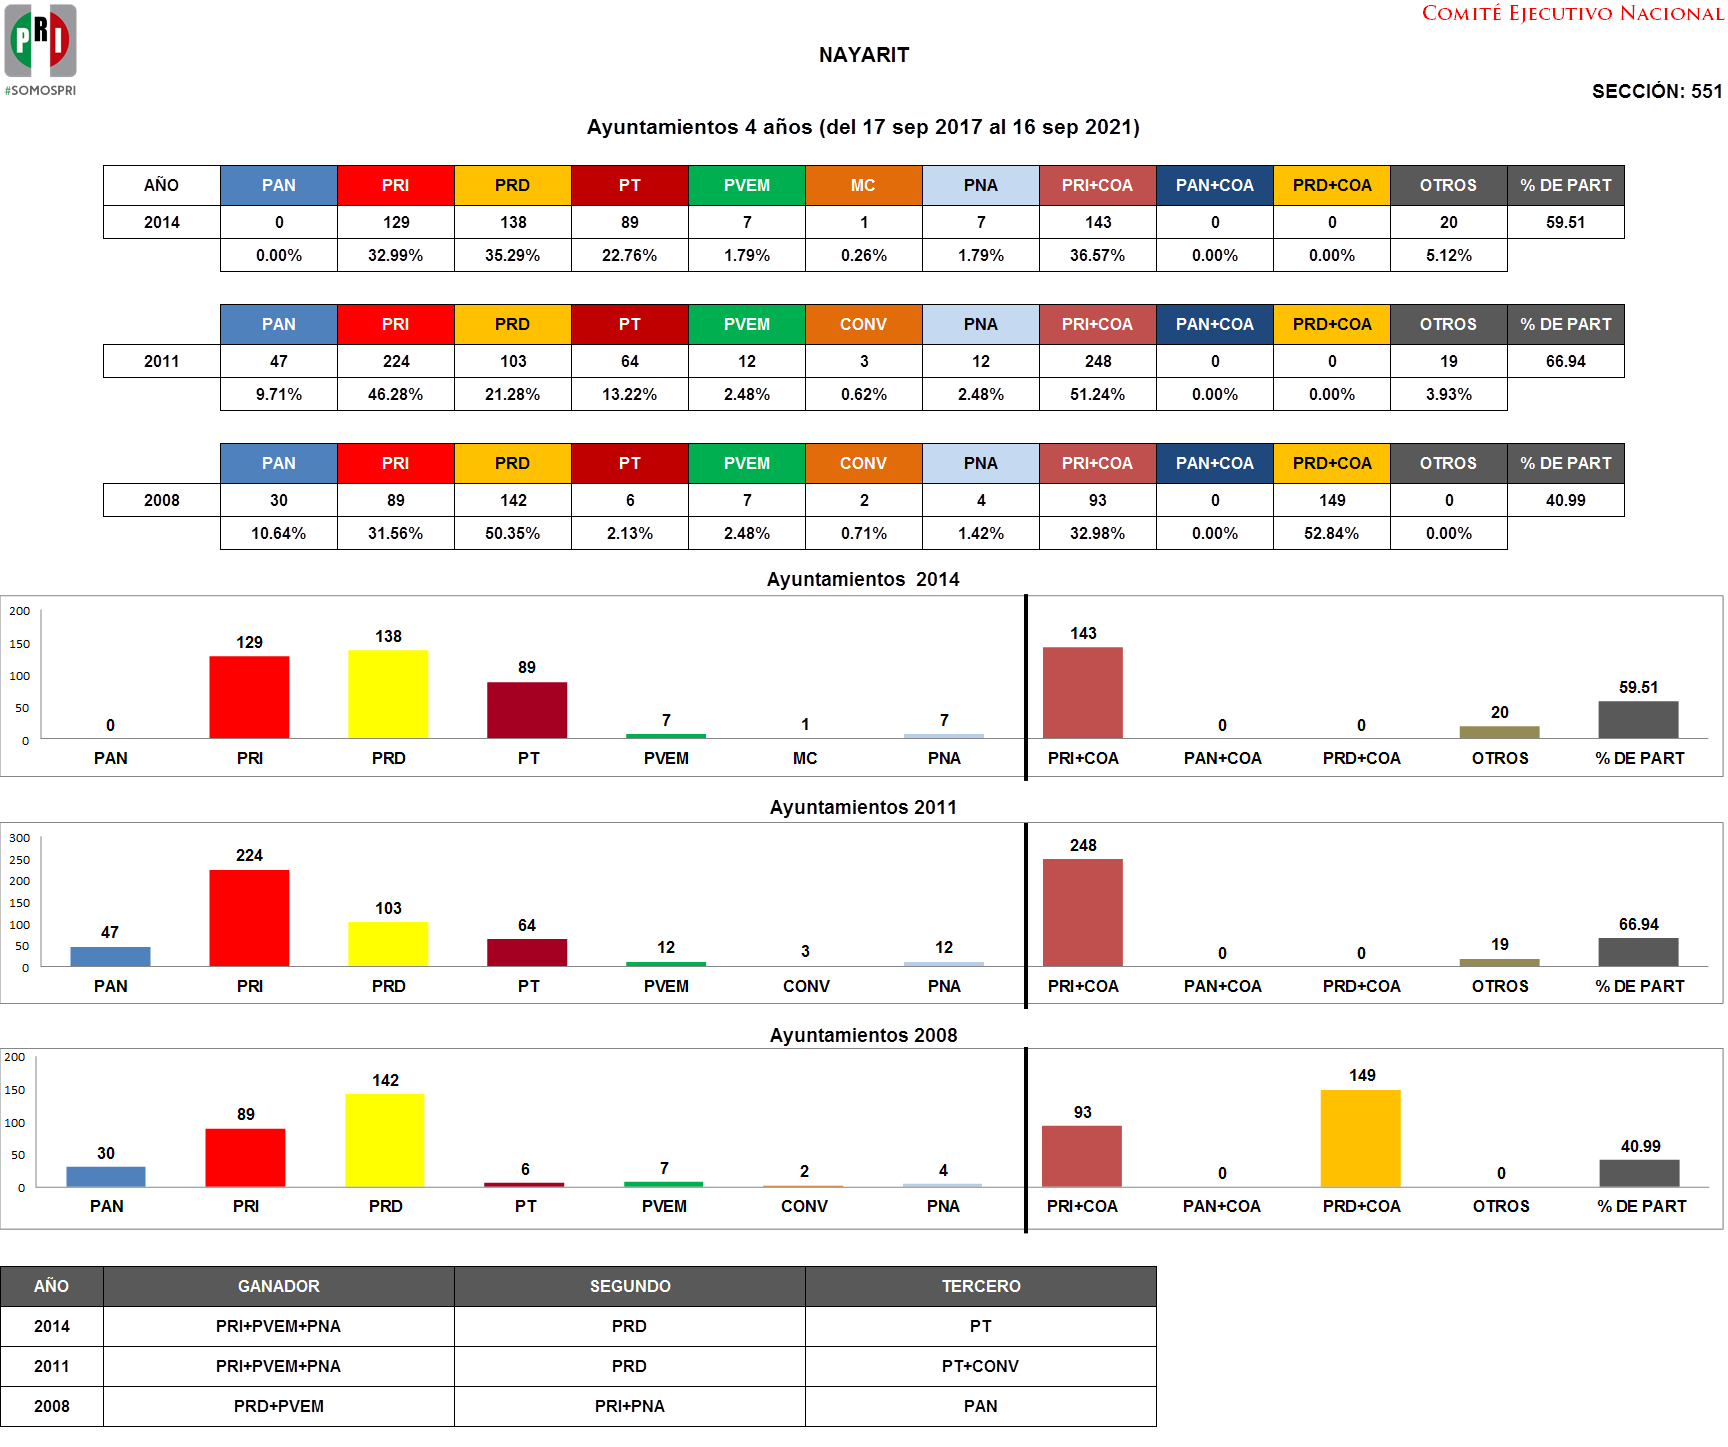 PRI
#SOMOSPRI
COMITÉ EJECUTIVO NACIONAL
NAYARIT
SECCIÓN: 551
Ayuntamientos 4 años (del 17 sep 2017 al 16 sep 2021)
AÑO PAN PRI PRD PT PVEM MC PNA PRI+COA PAN+COA PRD+COA OTROS % DE PART
2014 0 129 138 89 7 1 7 143 0 0 20 59.51
0.00% 32.99% 35.29% 22.76% 1.79% 0.26% 1.79% 36.57% 0.00% 0.00% 5.12%
PAN PRI PRD PT PVEM CONV PNA PRI+COA PAN+COA PRD+COA OTROS % DE PART
2011 47 224 103 64 12 3 12 248 0 0 19 66.94
9.71% 46.28% 21.28% 13.22% 2.48% 0.62% 2.48% 51.24% 0.00% 0.00% 3.93%
PAN PRI PRD PT PVEM CONV PNA PRI+COA PAN+COA PRD+COA OTROS % DE PART
2008 30 89 142 6 7 2 4 93 0 149 0 40.99
10.64% 31.56% 50.35% 2.13% 2.48% 0.71% 1.42% 32.98% 0.00% 52.84% 0.00%
Ayuntamientos 2014
200
150
100
50
0
0 129 138 89 7 1 7 143 0 0 20 59.51
PAN PRI PRD PT PVEM MC PNA PRI+COA PAN+COA PRD+COA OTROS % DE PART
Ayuntamientos 2011
300
250
200
150
100
50
0
47 224 103 64 12 3 12 248 0 0 19 66.94
PAN PRI PRD PT PVEM CONV PNA PRI+COA PAN+COA PRD+COA OTROS % DE PART
Ayuntamientos 2008
200
150
100
50
0
30 89 142 6 7 2 4 93 0 149 0 40.99
PAN PRI PRD PT PVEM CONV PNA PRI+COA PAN+COA PRD+COA OTROS % DE PART
AÑO GANADOR SEGUNDO TERCERO
2014 PRI+PVEM+PNA PRD PT
2011 PRI+PVEM+PNA PRD PT+CONV
2008 PRD+PVEM PRI+PNA PAN